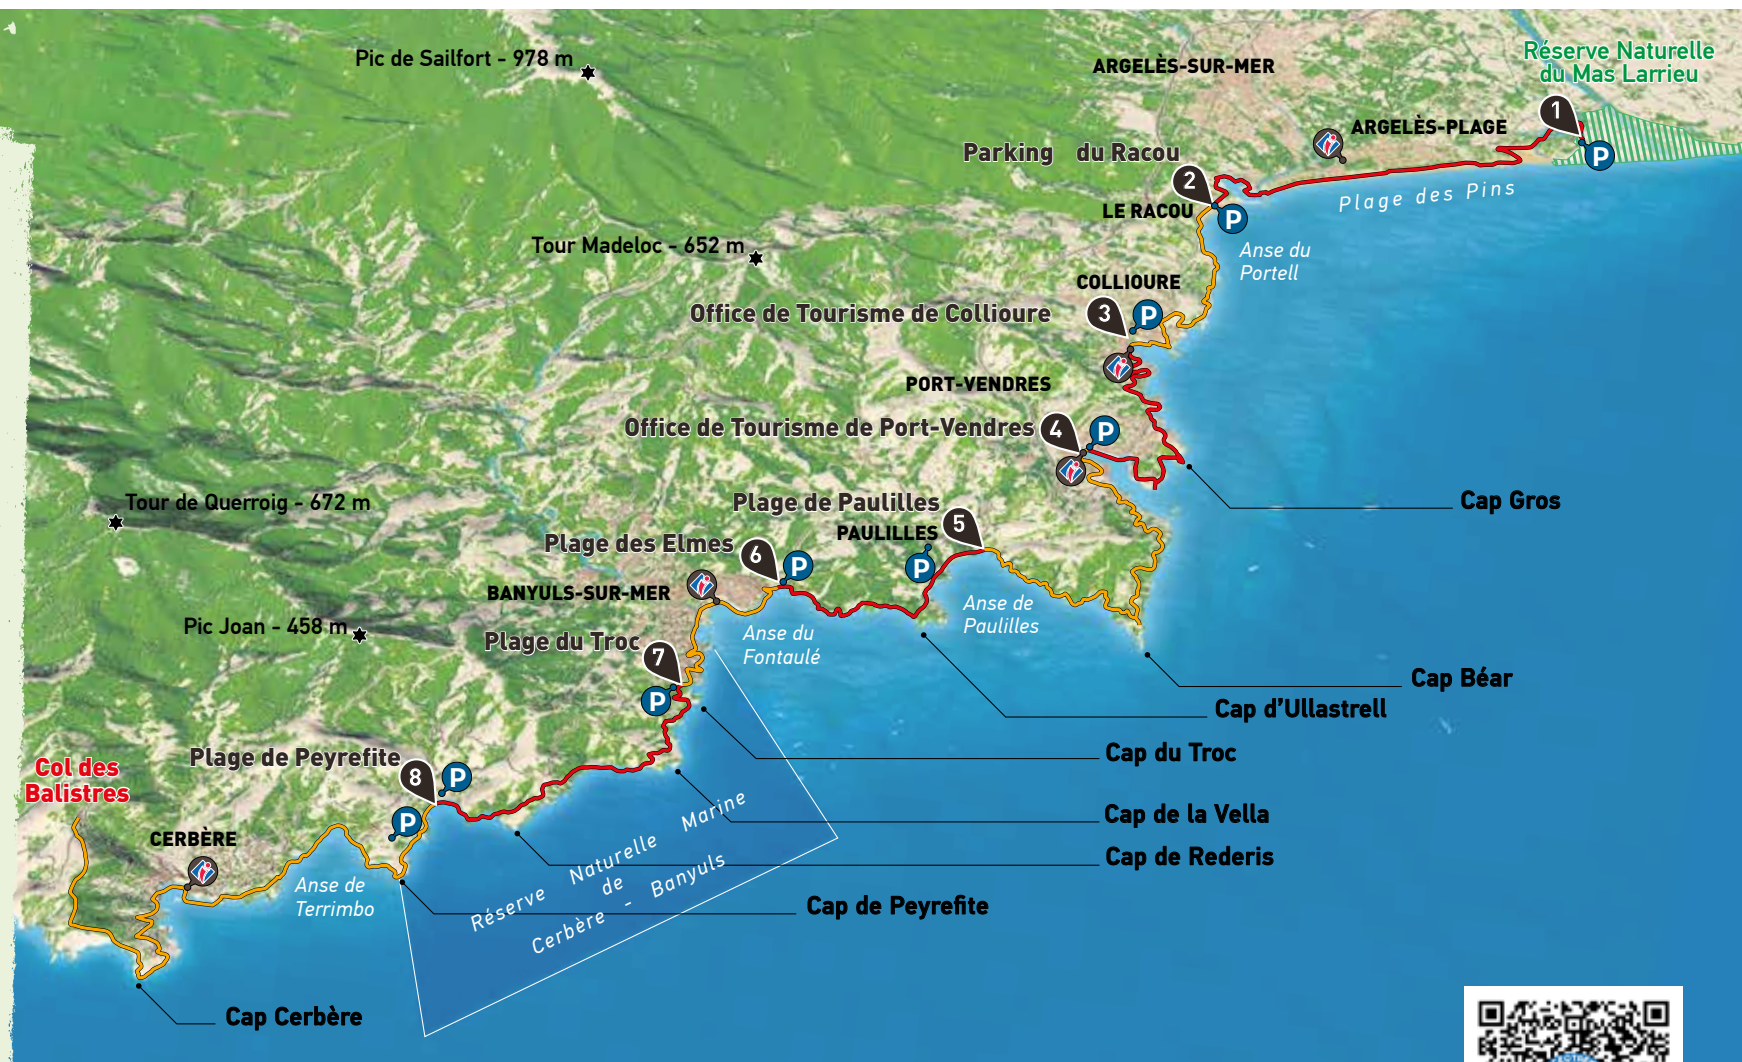 Pic de Sailfort - 978 m
ARGELÈS-SUR-MER
Réserve Naturelle
du Mas Larrieu
1
ARGELÈS-PLAGE
P
Parking du Racou
2
LE RACOU
P
Plage des Pins
Tour Madeloc - 652 m
Anse du
Portell
COLLIOURE
Office de Tourisme de Collioure
3
P
PORT-VENDRES
Office de Tourisme de Port-Vendres
4
P
Cap Gros
Tour de Querroig - 672 m
Plage de Paulilles
5
PAULILLES
P
Plage des Elmes
6
P
BANYULS-SUR-MER
Anse de
Paulilles
Pic Joan - 458 m
Anse du
Fontaulé
Plage du Troc
7
P
Cap Béar
Cap d'Ullastrell
Cap du Troc
Plage de Peyrefite
8
P
P
Col des
Balistres
Cap de la Vella
CERBÈRE
Cap de Rederis
Réserve Naturelle Marine
de
Cerbère - Banyuls
Anse de
Terrimbo
Cap de Peyrefite
Cap Cerbère